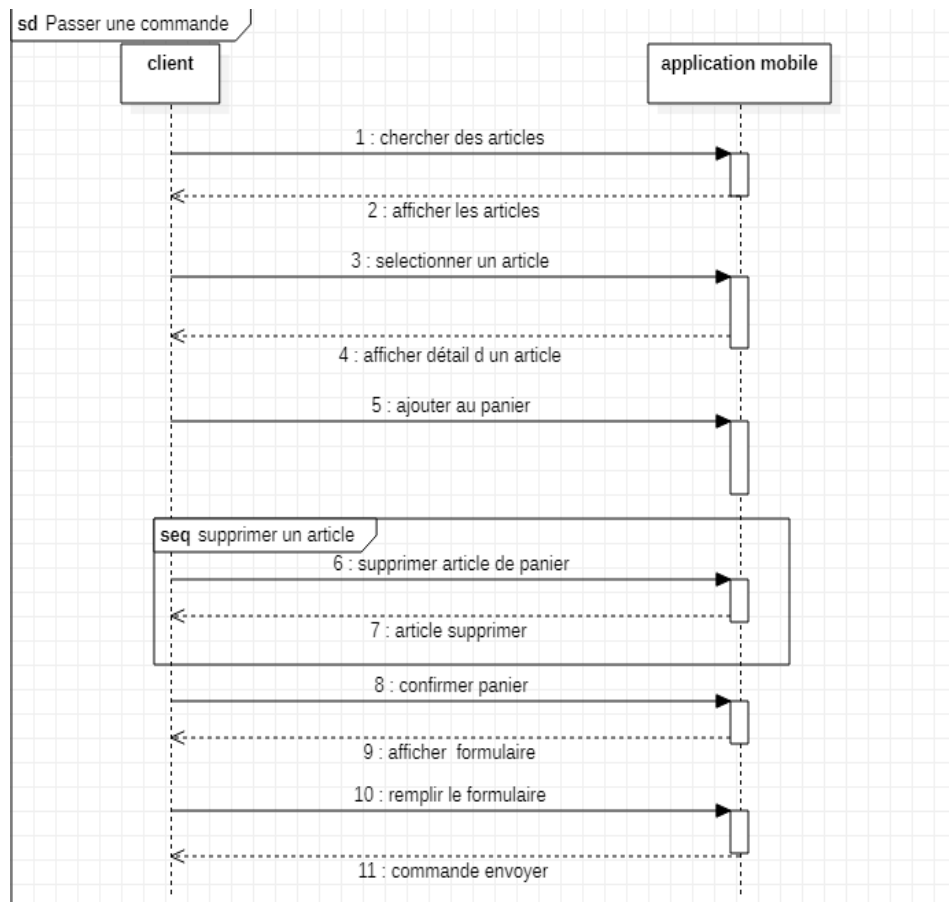 sd Passer une commande
client
application mobile
1 : chercher des articles
2 : afficher les articles
3 : selectionner un article
4 : afficher détail d un article
5 : ajouter au panier
seq supprimer un article
6 : supprimer article de panier
7 : article supprimer
8 : confirmer panier
9 : afficher  formulaire
10 : remplir le formulaire
11 : commande envoyer